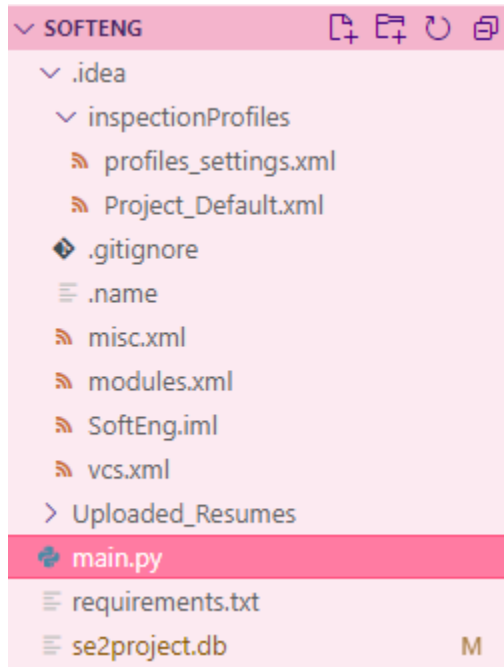 SOFTENG
.idea
inspectionProfiles
profiles_settings.xml
Project_Default.xml
.gitignore
.name
misc.xml
modules.xml
SoftEng.iml
vcs.xml
Uploaded_Resumes
main.py
requirements.txt
se2project.db M